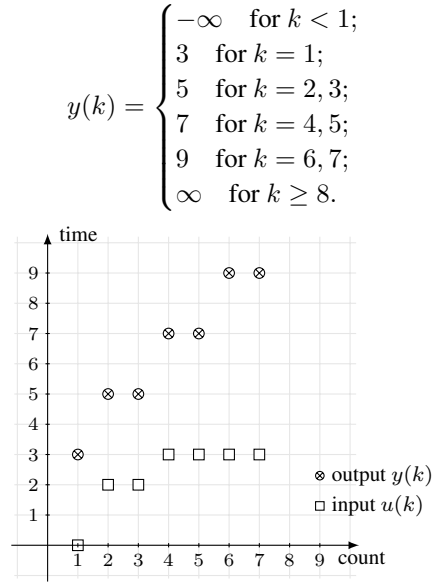 y(k) = { −∞ for k < 1;
3 for k = 1;
5 for k = 2, 3;
7 for k = 4, 5;
9 for k = 6, 7;
∞ for k ≥ 8.
time
9
8
7
6
5
4
3
2
1
output y(k)
input u(k)
1 2 3 4 5 6 7 8 9 count